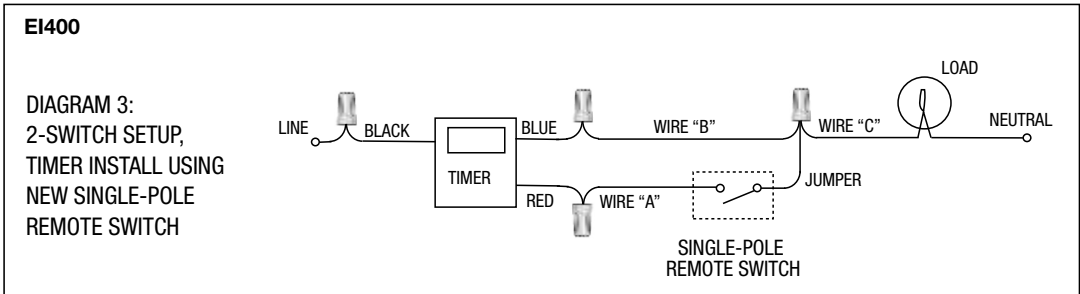 EI400
DIAGRAM 3:
2-SWITCH SETUP,
TIMER INSTALL USING
NEW SINGLE-POLE
REMOTE SWITCH
LINE
BLACK
TIMER
BLUE
RED
WIRE “B”
WIRE “A”
WIRE “C”
LOAD
NEUTRAL
JUMPER
SINGLE-POLE
REMOTE SWITCH